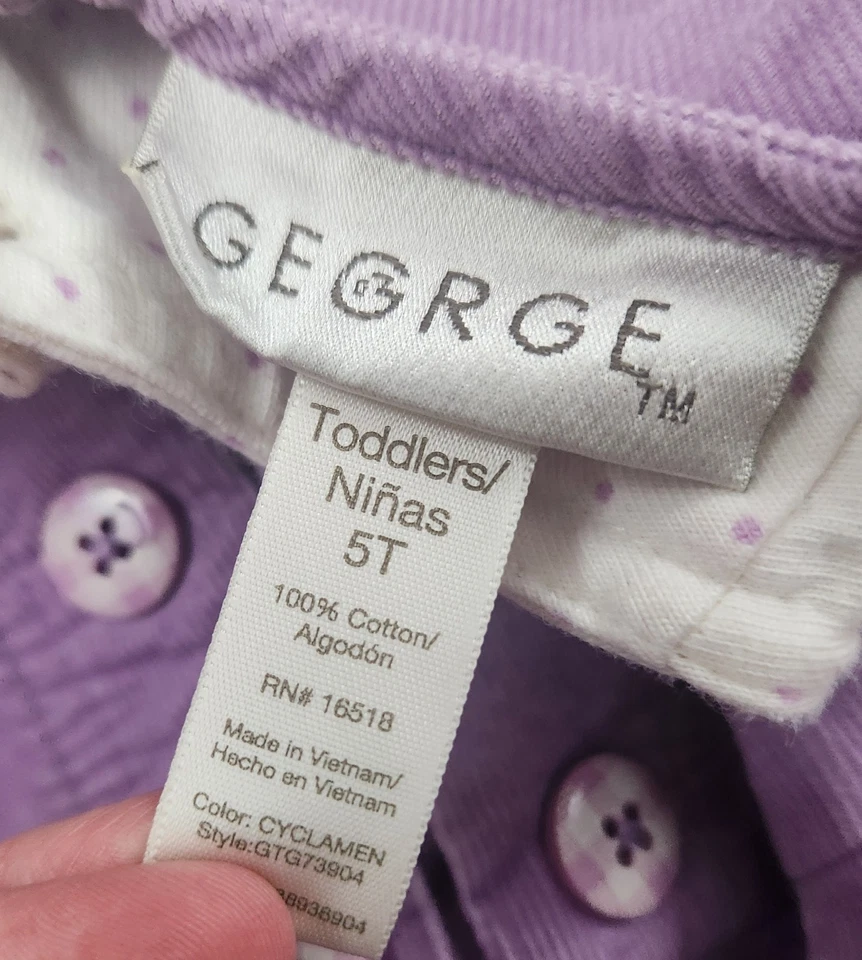 GEORGE
TM
Toddlers/
Niñas
5T
100% Cotton/
Algodón
RN# 16518
Made in Vietnam/
Hecho en Vietnam
Color: CYCLAMEN
Style:GTG73904